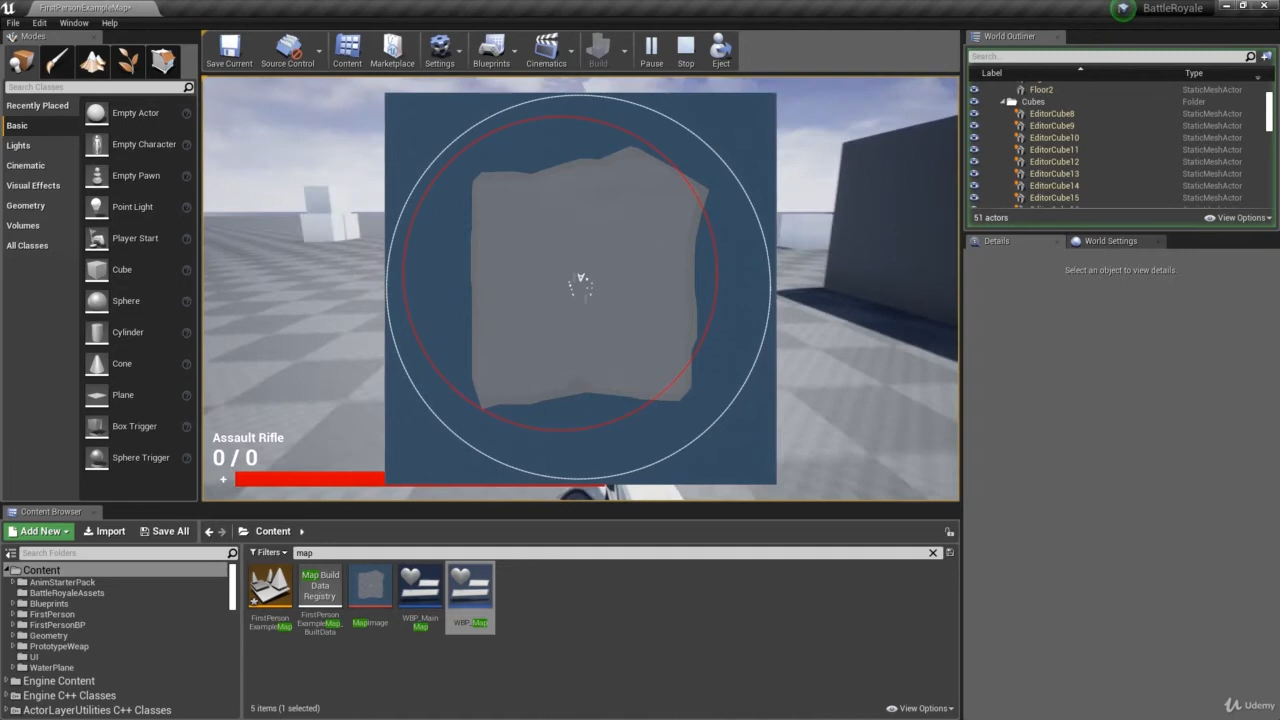 FirstPersonExampleMap*
BattleRoyale
File Edit Window Help
Modes
World Outliner
Save Current Source Control Content Marketplace Settings Blueprints Cinematics Build Pause Stop Eject
Search...
Label Type
Search Classes
Recently Placed
Basic
Lights
Cinematic
Visual Effects
Geometry
Volumes
All Classes
Empty Actor
Empty Character
Empty Pawn
Point Light
Player Start
Cube
Sphere
Cylinder
Cone
Plane
Box Trigger
Sphere Trigger
Floor2 StaticMeshActor
Cubes Folder
EditorCube8 StaticMeshActor
EditorCube9 StaticMeshActor
EditorCube10 StaticMeshActor
EditorCube11 StaticMeshActor
EditorCube12 StaticMeshActor
EditorCube13 StaticMeshActor
EditorCube14 StaticMeshActor
EditorCube15 StaticMeshActor
51 actors View Options
Details World Settings
Select an object to view details.
Assault Rifle
0 / 0
+
Content Browser
Add New Import Save All Content
Search Folders
Filters map
Content
AnimStarterPack
BattleRoyaleAssets
Blueprints
FirstPerson
FirstPersonBP
Geometry
PrototypeWeap
UI
WaterPlane
Engine Content
Engine C++ Classes
ActorLayerUtilities C++ Classes
Map Build
Data
Registry
FirstPerson
ExampleMap
FirstPerson
ExampleMap_
BuiltData
MapImage
WBP_Main
Map
WBP_Map
5 items (1 selected) View Options
Udemy